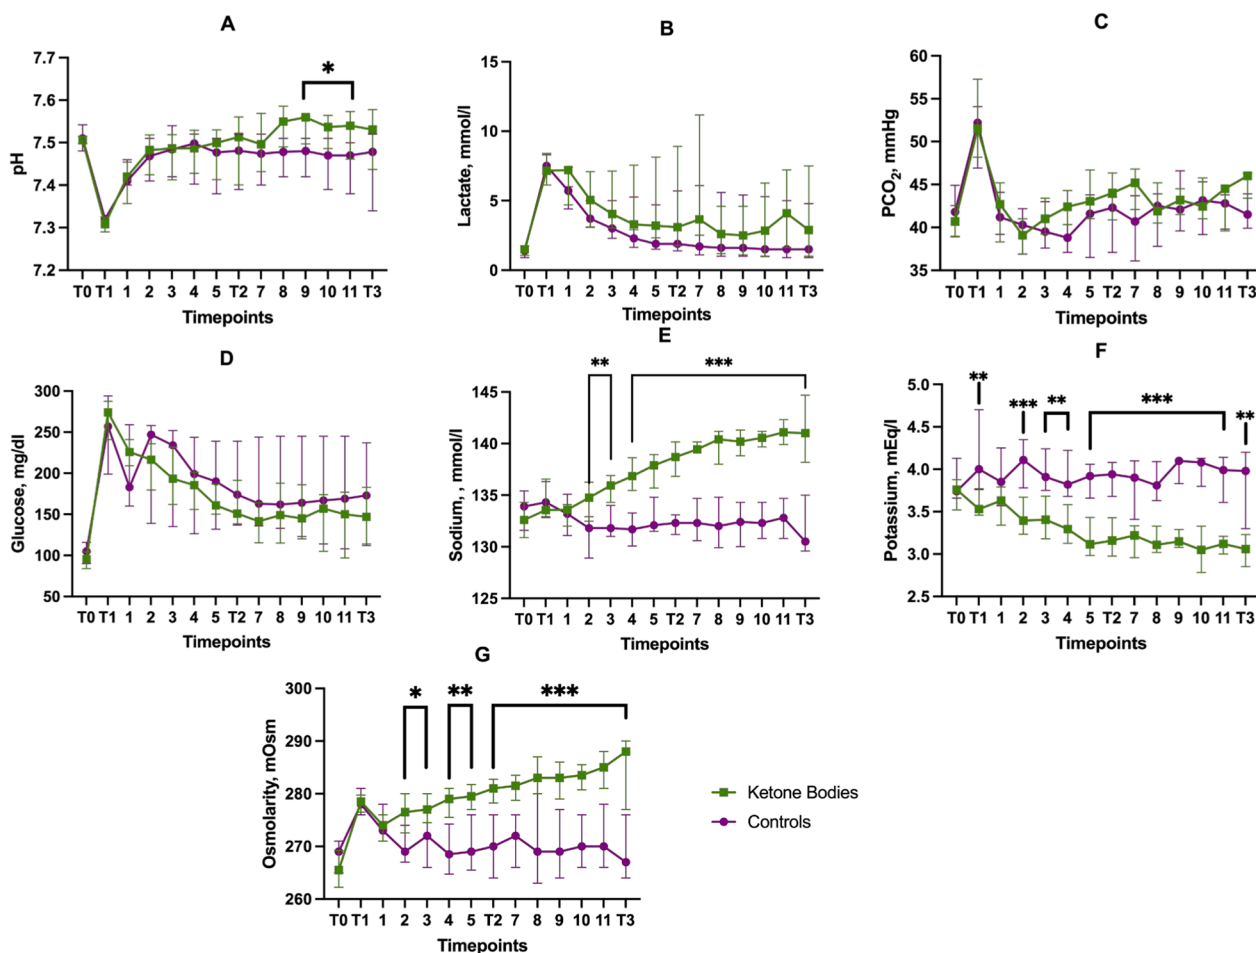 A
pH
7.7
7.6
7.5
7.4
7.3
7.2
*
T0 T1 1 2 3 4 5 T2 7 8 9 10 11 T3
Timepoints
B
Lactate, mmol/l
15
10
5
0
T0 T1 1 2 3 4 5 T2 7 8 9 10 11 T3
Timepoints
C
PCO₂, mmHg
60
55
50
45
40
35
T0 T1 1 2 3 4 5 T2 7 8 9 10 11 T3
Timepoints
D
Glucose, mg/dl
300
250
200
150
100
50
T0 T1 1 2 3 4 5 T2 7 8 9 10 11 T3
Timepoints
E
Sodium, , mmol/l
145
140
135
130
125
** ***
T0 T1 1 2 3 4 5 T2 7 8 9 10 11 T3
Timepoints
F
Potassium, mEq/l
5.0
4.5
4.0
3.5
3.0
2.5
** *** ** *** **
T0 T1 1 2 3 4 5 T2 7 8 9 10 11 T3
Timepoints
G
Osmolarity, mOsm
300
290
280
270
260
* ** ***
T0 T1 1 2 3 4 5 T2 7 8 9 10 11 T3
Timepoints
Ketone Bodies
Controls